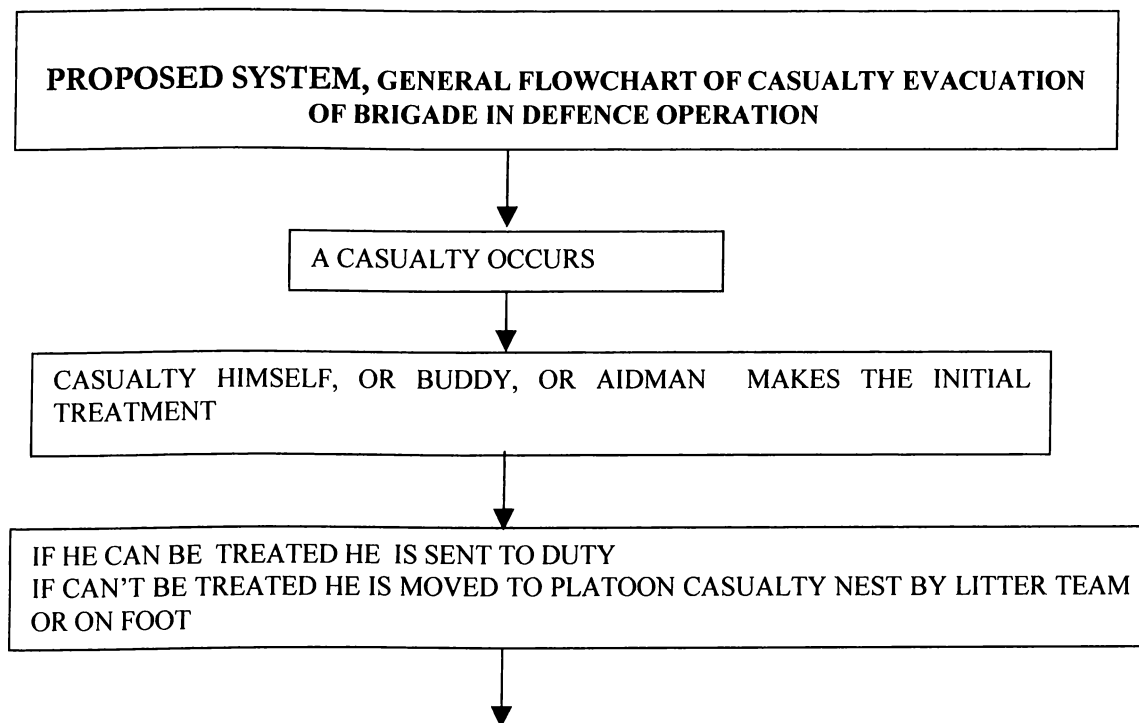 PROPOSED SYSTEM, GENERAL FLOWCHART OF CASUALTY EVACUATION
OF BRIGADE IN DEFENCE OPERATION
A CASUALTY OCCURS
CASUALTY HIMSELF, OR BUDDY, OR AIDMAN MAKES THE INITIAL
TREATMENT
IF HE CAN BE TREATED HE IS SENT TO DUTY
IF CAN'T BE TREATED HE IS MOVED TO PLATOON CASUALTY NEST BY LITTER TEAM
OR ON FOOT